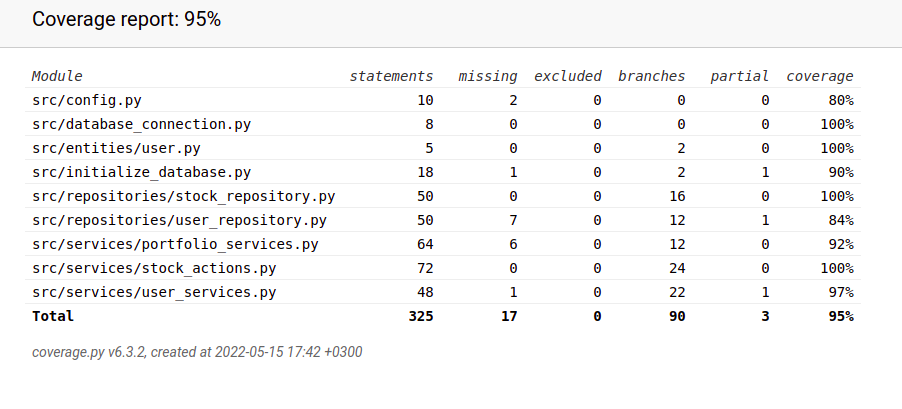 Coverage report: 95%
Module statements missing excluded branches partial coverage
src/config.py 10 2 0 0 0 80%
src/database_connection.py 8 0 0 0 0 100%
src/entities/user.py 5 0 0 2 0 100%
src/initialize_database.py 18 1 0 2 1 90%
src/repositories/stock_repository.py 50 0 0 16 0 100%
src/repositories/user_repository.py 50 7 0 12 1 84%
src/services/portfolio_services.py 64 6 0 12 0 92%
src/services/stock_actions.py 72 0 0 24 0 100%
src/services/user_services.py 48 1 0 22 1 97%
Total 325 17 0 90 3 95%
coverage.py v6.3.2, created at 2022-05-15 17:42 +0300